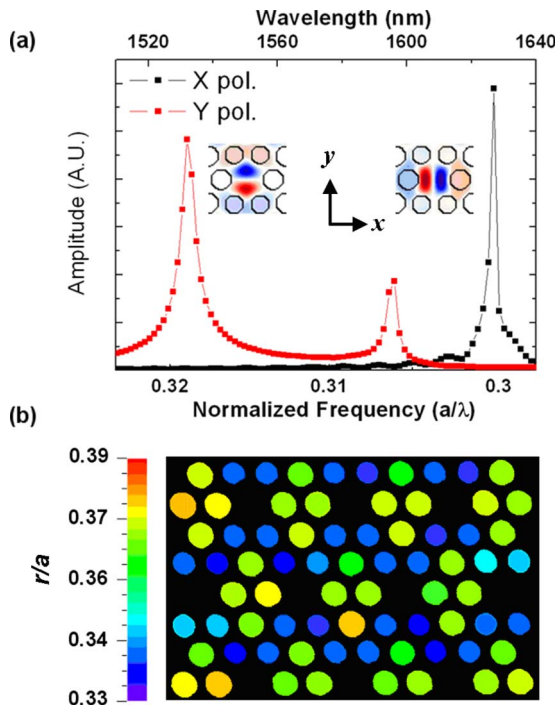 Wavelength (nm)
(a)
1520 1560 1600 1640
X pol.
Y pol.
y
x
Amplitude (A.U.)
0.32 0.31 0.3
Normalized Frequency (a/λ)
(b)
0.39
0.37
0.36
0.34
0.33
r/a